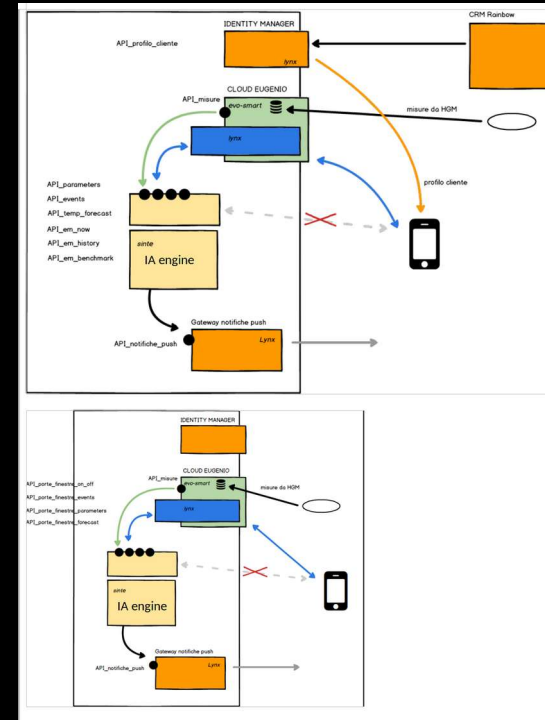 CRM Rainbow
IDENTITY MANAGER
API_profilo_cliente
lynx
CLOUD EUGENIO
API_misure
evo-smart
misure da HGM
lynx
profilo cliente
API_parameters
API_events
API_temp_forecast
API_em_now
API_em_history
API_em_benchmark
sinte
IA engine
Gateway notifiche push
API_notifiche_push
Lynx
IDENTITY MANAGER
CLOUD EUGENIO
API_misure
evo-smart
misure da HGM
lynx
API_porte_finestre_on_off
API_porte_finestre_events
API_porte_finestre_parameters
API_porte_finestre_forecast
sinte
IA engine
Gateway notifiche push
API_notifiche_push
Lynx